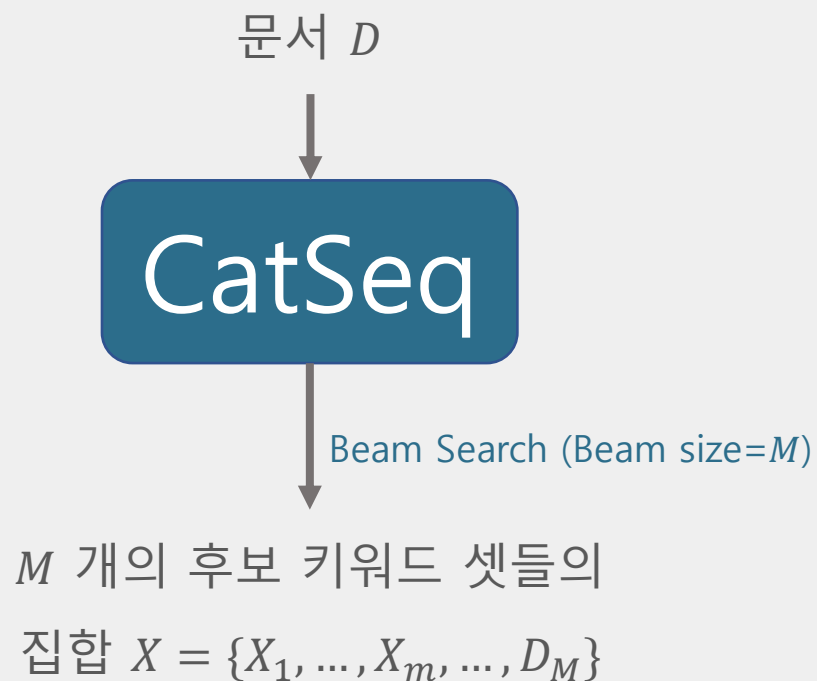 문서 D
CatSeq
Beam Search (Beam size=M)
M 개의 후보 키워드 셋들의
집합 X = {X₁, ..., Xₘ, ..., D_M}